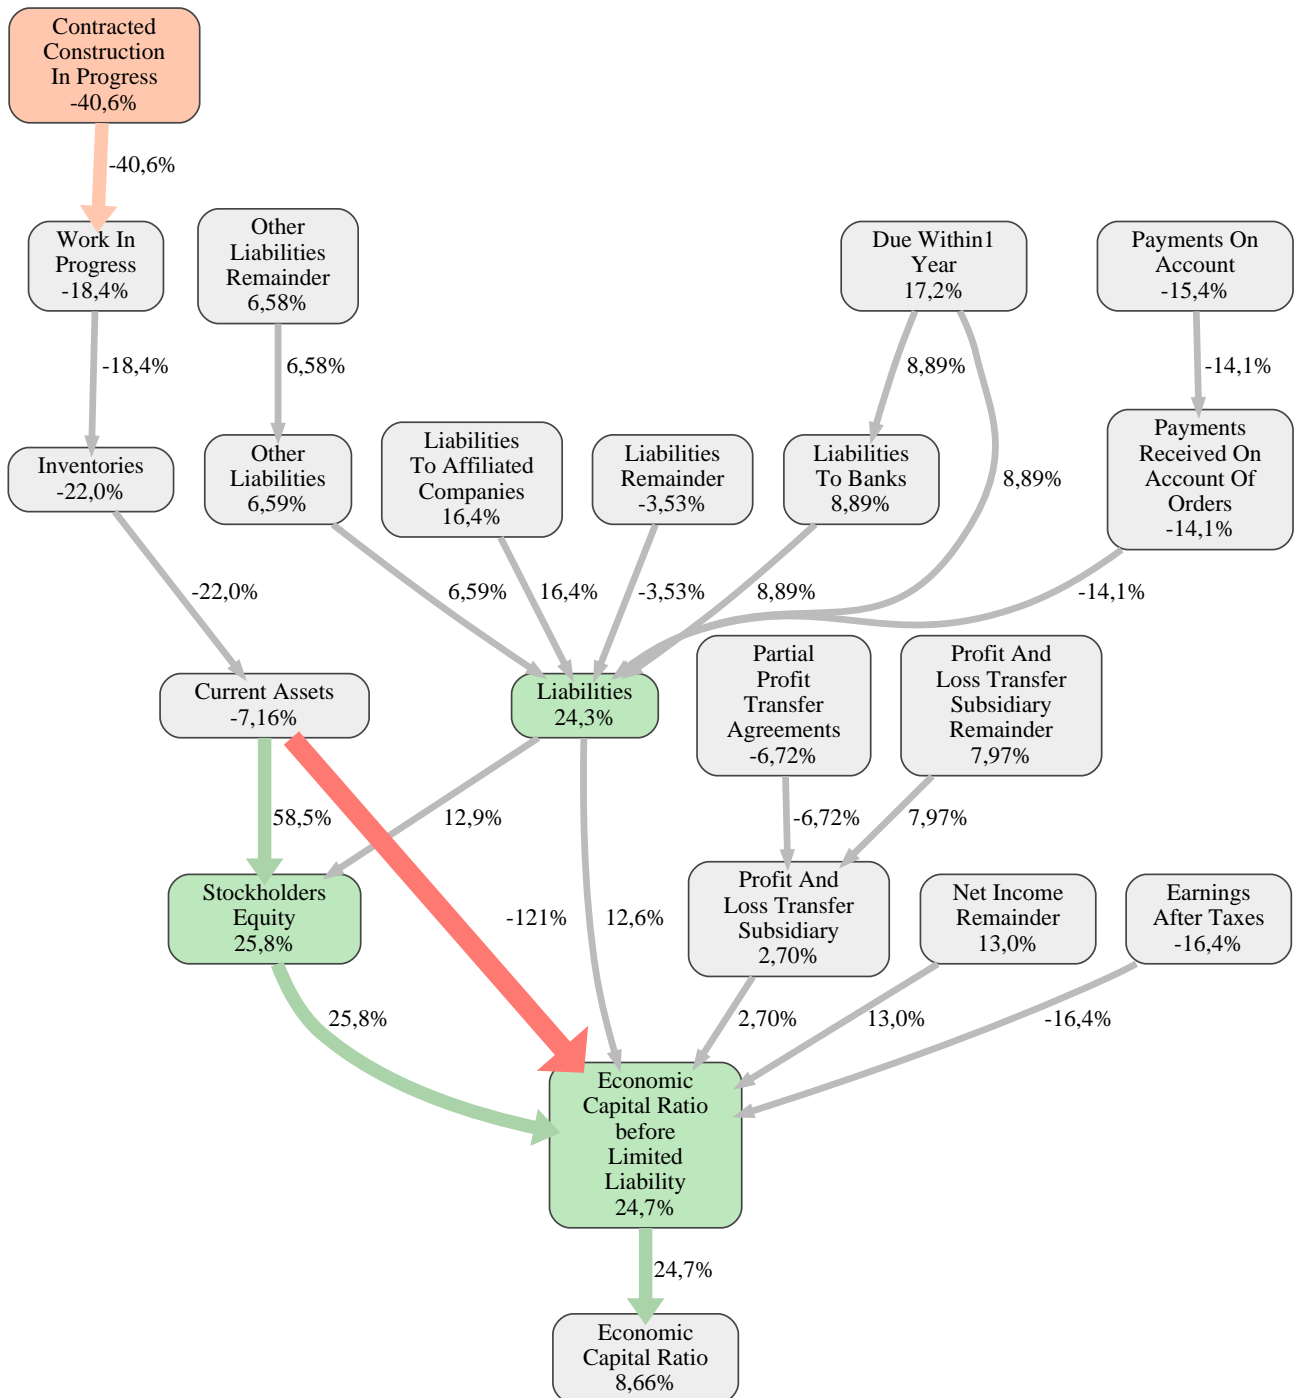 Contracted
Construction
In Progress
-40,6%
-40,6%
Work In
Progress
-18,4%
Other
Liabilities
Remainder
6,58%
Due Within1
Year
17,2%
Payments On
Account
-15,4%
-18,4%
6,58%
8,89%
-14,1%
Inventories
-22,0%
Other
Liabilities
6,59%
Liabilities
To Affiliated
Companies
16,4%
Liabilities
Remainder
-3,53%
Liabilities
To Banks
8,89%
8,89%
Payments
Received On
Account Of
Orders
-14,1%
-22,0%
6,59%
16,4%
-3,53%
8,89%
-14,1%
Current Assets
-7,16%
Liabilities
24,3%
Partial
Profit
Transfer
Agreements
-6,72%
Profit And
Loss Transfer
Subsidiary
Remainder
7,97%
58,5%
12,9%
-6,72%
7,97%
Stockholders
Equity
25,8%
-121%
12,6%
Profit And
Loss Transfer
Subsidiary
2,70%
Net Income
Remainder
13,0%
Earnings
After Taxes
-16,4%
25,8%
2,70%
13,0%
-16,4%
Economic
Capital Ratio
before
Limited
Liability
24,7%
24,7%
Economic
Capital Ratio
8,66%